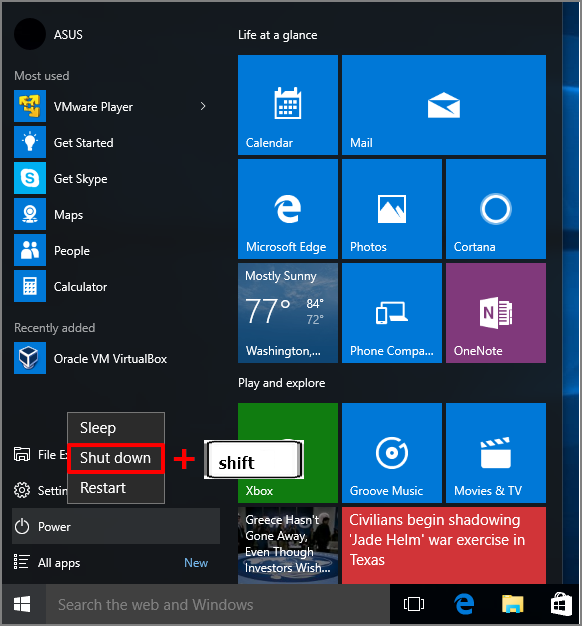 ASUS
Most used
VMware Player
Get Started
Get Skype
Maps
People
Calculator
Recently added
Oracle VM VirtualBox
Sleep
Shut down
Restart
+
shift
File Ex
Settin
Power
All apps
New
Search the web and Windows
Life at a glance
Calendar
Mail
Microsoft Edge
Photos
Cortana
Mostly Sunny
77°
84°
72°
Washington,...
Phone Compa...
OneNote
Play and explore
Xbox
Groove Music
Movies & TV
Greece Hasn't
Gone Away,
Even Though
Investors Wish...
Civilians begin shadowing
'Jade Helm' war exercise in
Texas